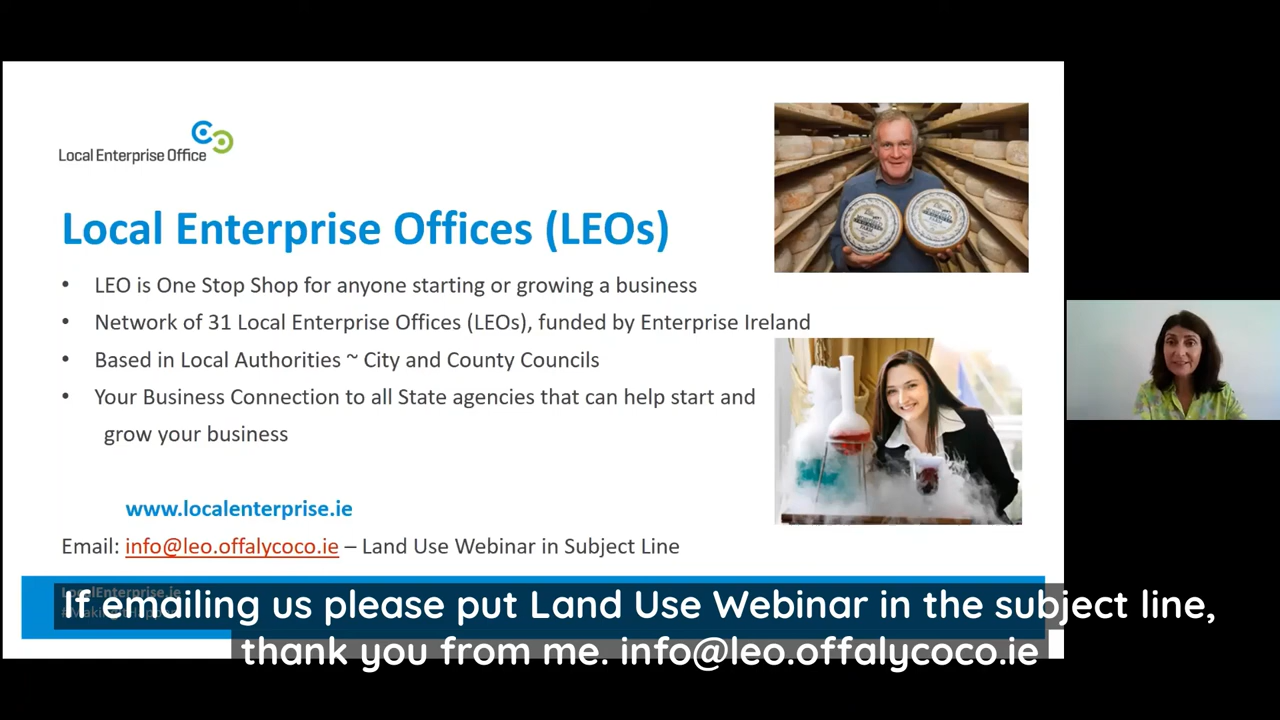 Local Enterprise Office
Local Enterprise Offices (LEOs)
• LEO is One Stop Shop for anyone starting or growing a business
• Network of 31 Local Enterprise Offices (LEOs), funded by Enterprise Ireland
• Based in Local Authorities ~ City and County Councils
• Your Business Connection to all State agencies that can help start and
grow your business
www.localenterprise.ie
Email: info@leo.offalycoco.ie – Land Use Webinar in Subject Line
LocalEnterprise.ie
If emailing us please put Land Use Webinar in the subject line,
thank you from me. info@leo.offalycoco.ie